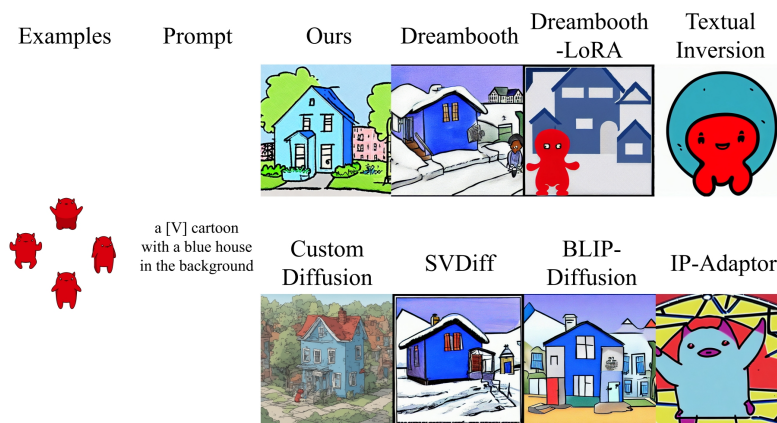 Examples
Prompt
Ours
Dreambooth
Dreambooth
-LoRA
Textual
Inversion
a [V] cartoon
with a blue house
in the background
Custom
Diffusion
SVDiff
BLIP-
Diffusion
IP-Adaptor